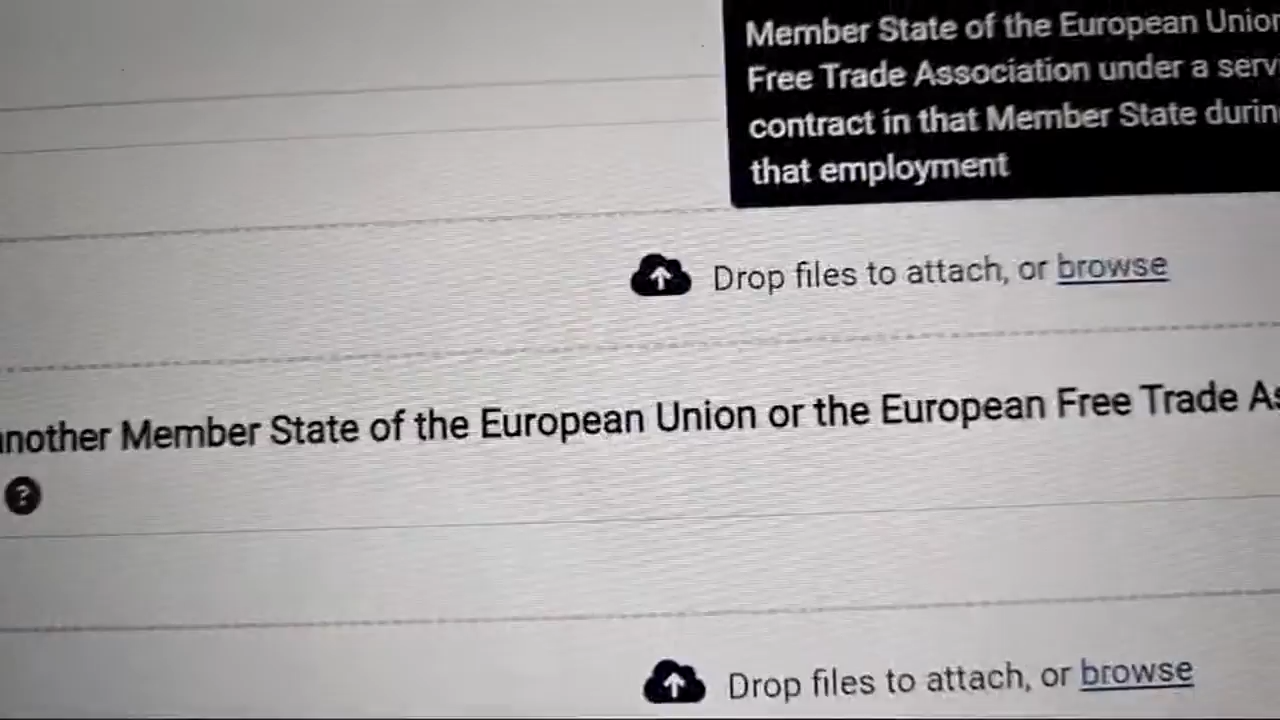 Member State of the European Union
Free Trade Association under a
contract in that Member State
that employment
Drop files to attach, or browse
another Member State of the European Union or the European Free Trade
?
Drop files to attach, or browse